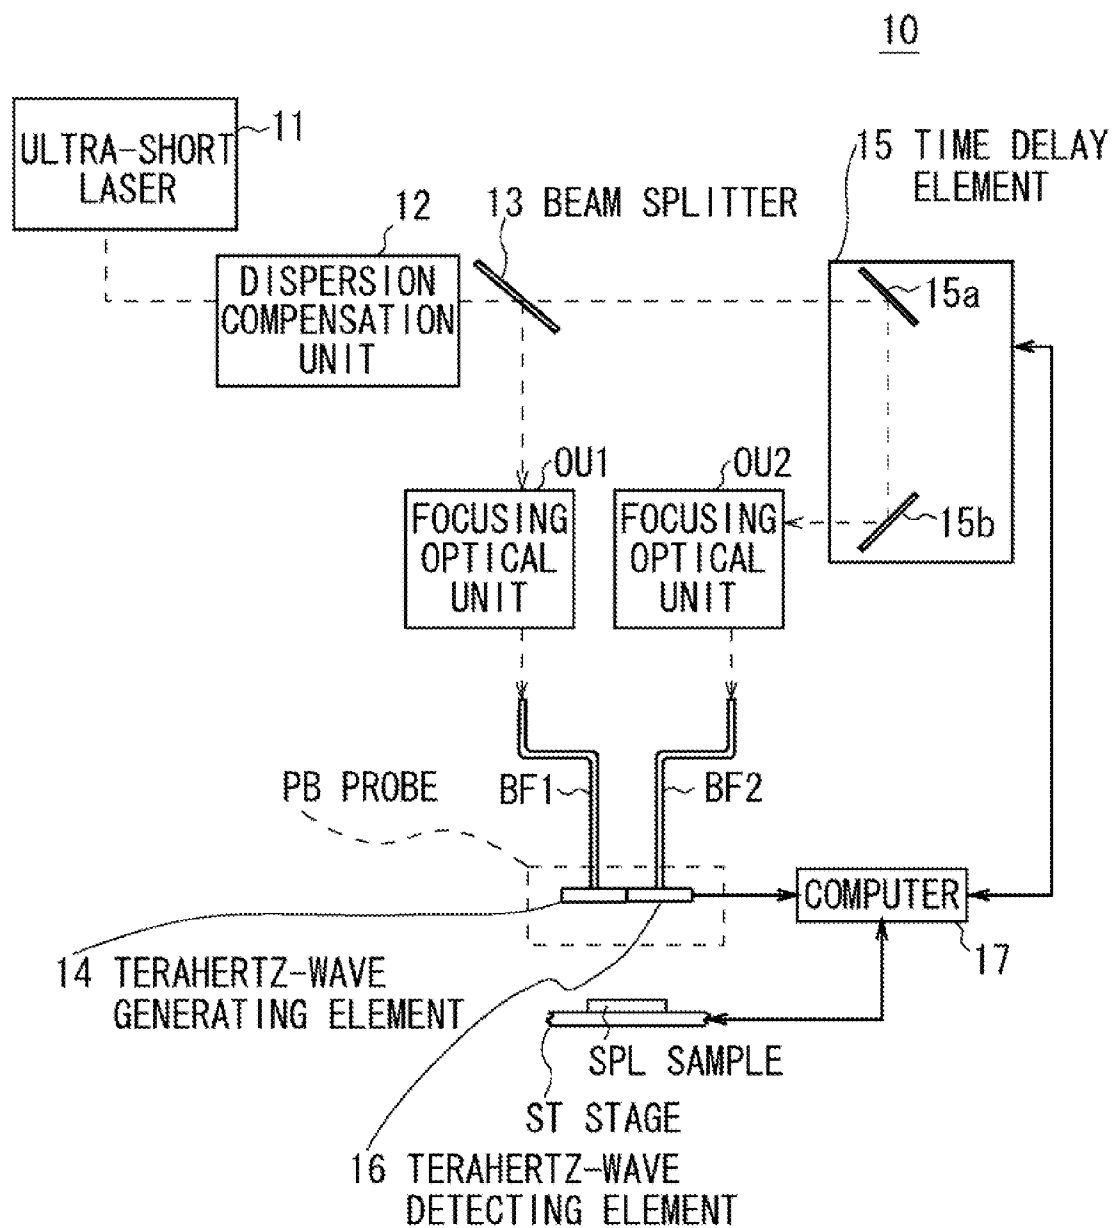 10
ULTRA-SHORT
LASER
11
12
13 BEAM SPLITTER
15 TIME DELAY
ELEMENT
DISPERSION
COMPENSATION
UNIT
15a
OU1
OU2
FOCUSING
OPTICAL
UNIT
FOCUSING
OPTICAL
UNIT
15b
PB PROBE
BF1
BF2
COMPUTER
17
14 TERAHERTZ-WAVE
GENERATING ELEMENT
SPL SAMPLE
ST STAGE
16 TERAHERTZ-WAVE
DETECTING ELEMENT